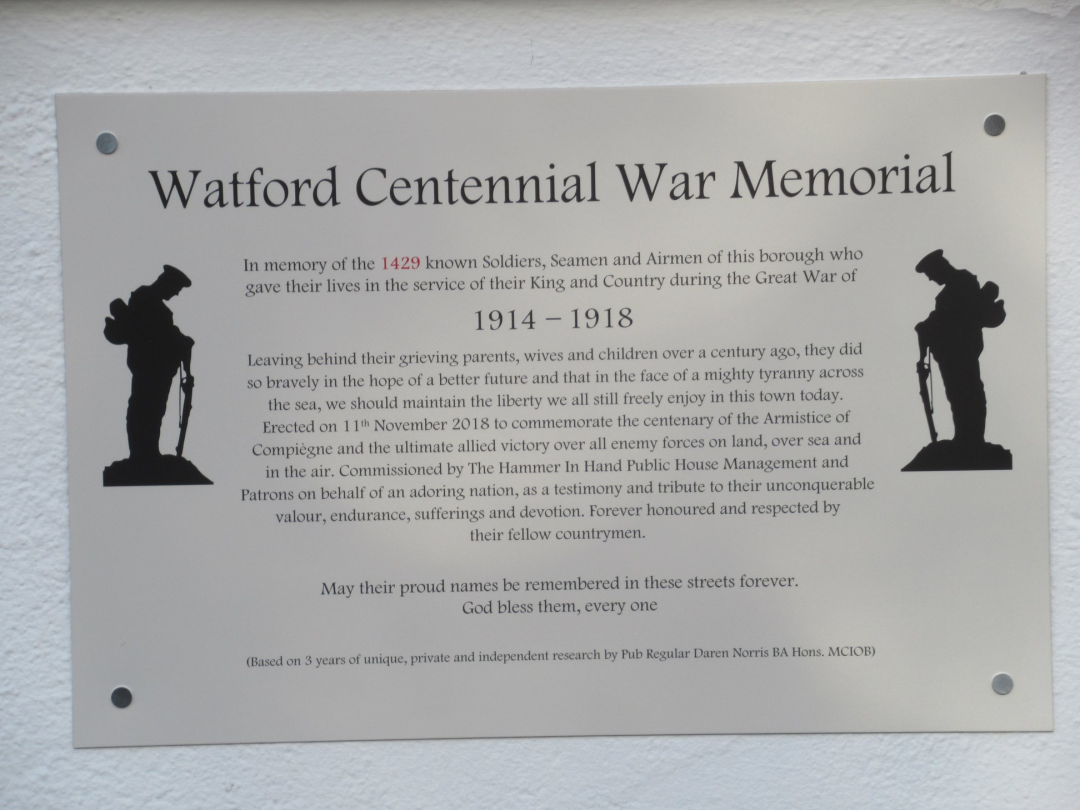 Watford Centennial War Memorial
In memory of the 1429 known Soldiers, Seamen and Airmen of this borough who
gave their lives in the service of their King and Country during the Great War of
1914 – 1918
Leaving behind their grieving parents, wives and children over a century ago, they did
so bravely in the hope of a better future and that in the face of a mighty tyranny across
the sea, we should maintain the liberty we all still freely enjoy in this town today.
Erected on 11th November 2018 to commemorate the centenary of the Armistice of
Compiègne and the ultimate allied victory over all enemy forces on land, over sea and
in the air. Commissioned by The Hammer In Hand Public House Management and
Patrons on behalf of an adoring nation, as a testimony and tribute to their unconquerable
valour, endurance, sufferings and devotion. Forever honoured and respected by
their fellow countrymen.
May their proud names be remembered in these streets forever.
God bless them, every one
(Based on 3 years of unique, private and independent research by Pub Regular Daren Norris BA Hons. MCIOB)